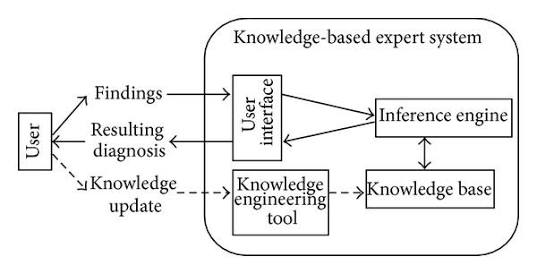 Knowledge-based expert system
User
Findings
Resulting
diagnosis
Knowledge
update
User
interface
Knowledge
engineering
tool
Inference engine
Knowledge base